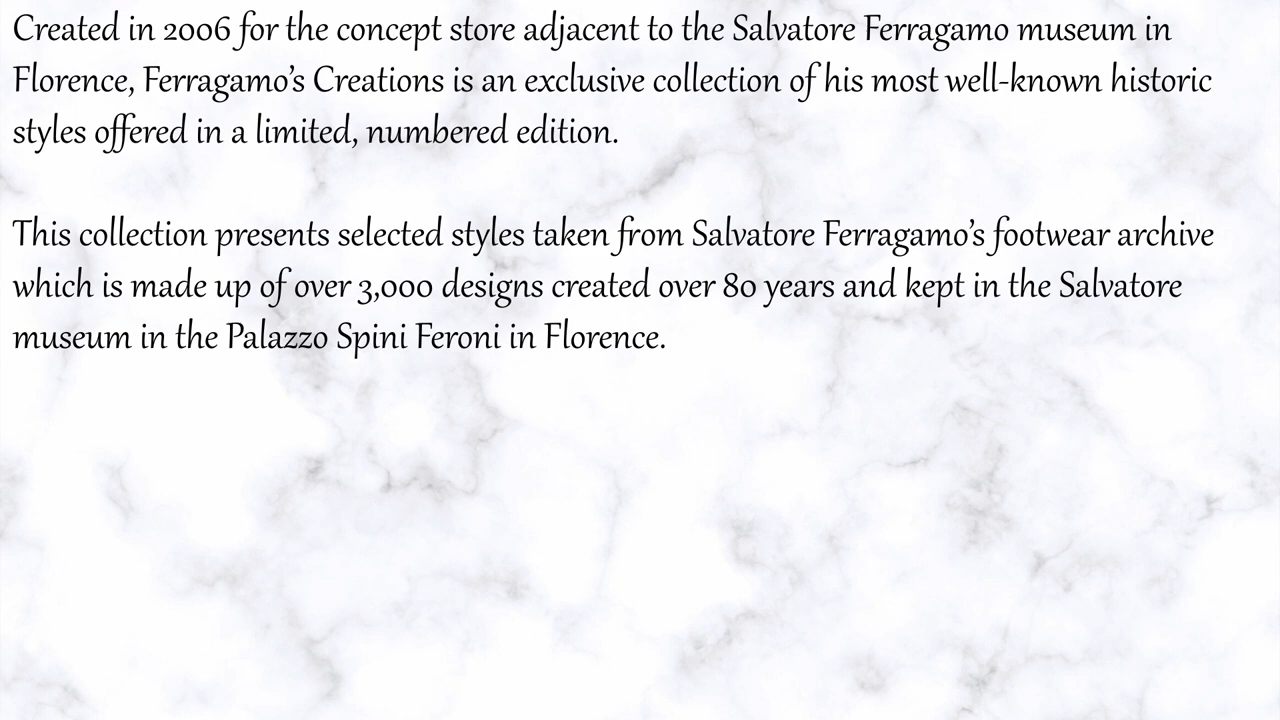 Created in 2006 for the concept store adjacent to the Salvatore Ferragamo museum in
Florence, Ferragamo’s Creations is an exclusive collection of his most well-known historic
styles offered in a limited, numbered edition.
This collection presents selected styles taken from Salvatore Ferragamo’s footwear archive
which is made up of over 3,000 designs created over 80 years and kept in the Salvatore
museum in the Palazzo Spini Feroni in Florence.